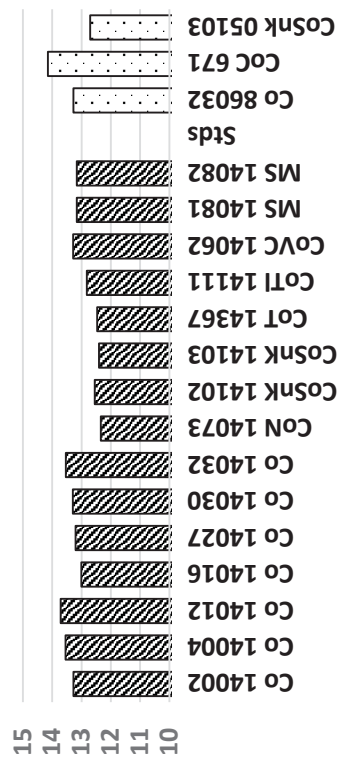 CoSnk 05103
CoC 671
Co 86032
Stds
MS 14082
MS 14081
CoVC 14062
CoTl 14111
CoT 14367
CoSnK 14103
CoSnK 14102
CoN 14073
Co 14032
Co 14030
Co 14027
Co 14016
Co 14012
Co 14004
Co 14002
15
14
13
12
11
10